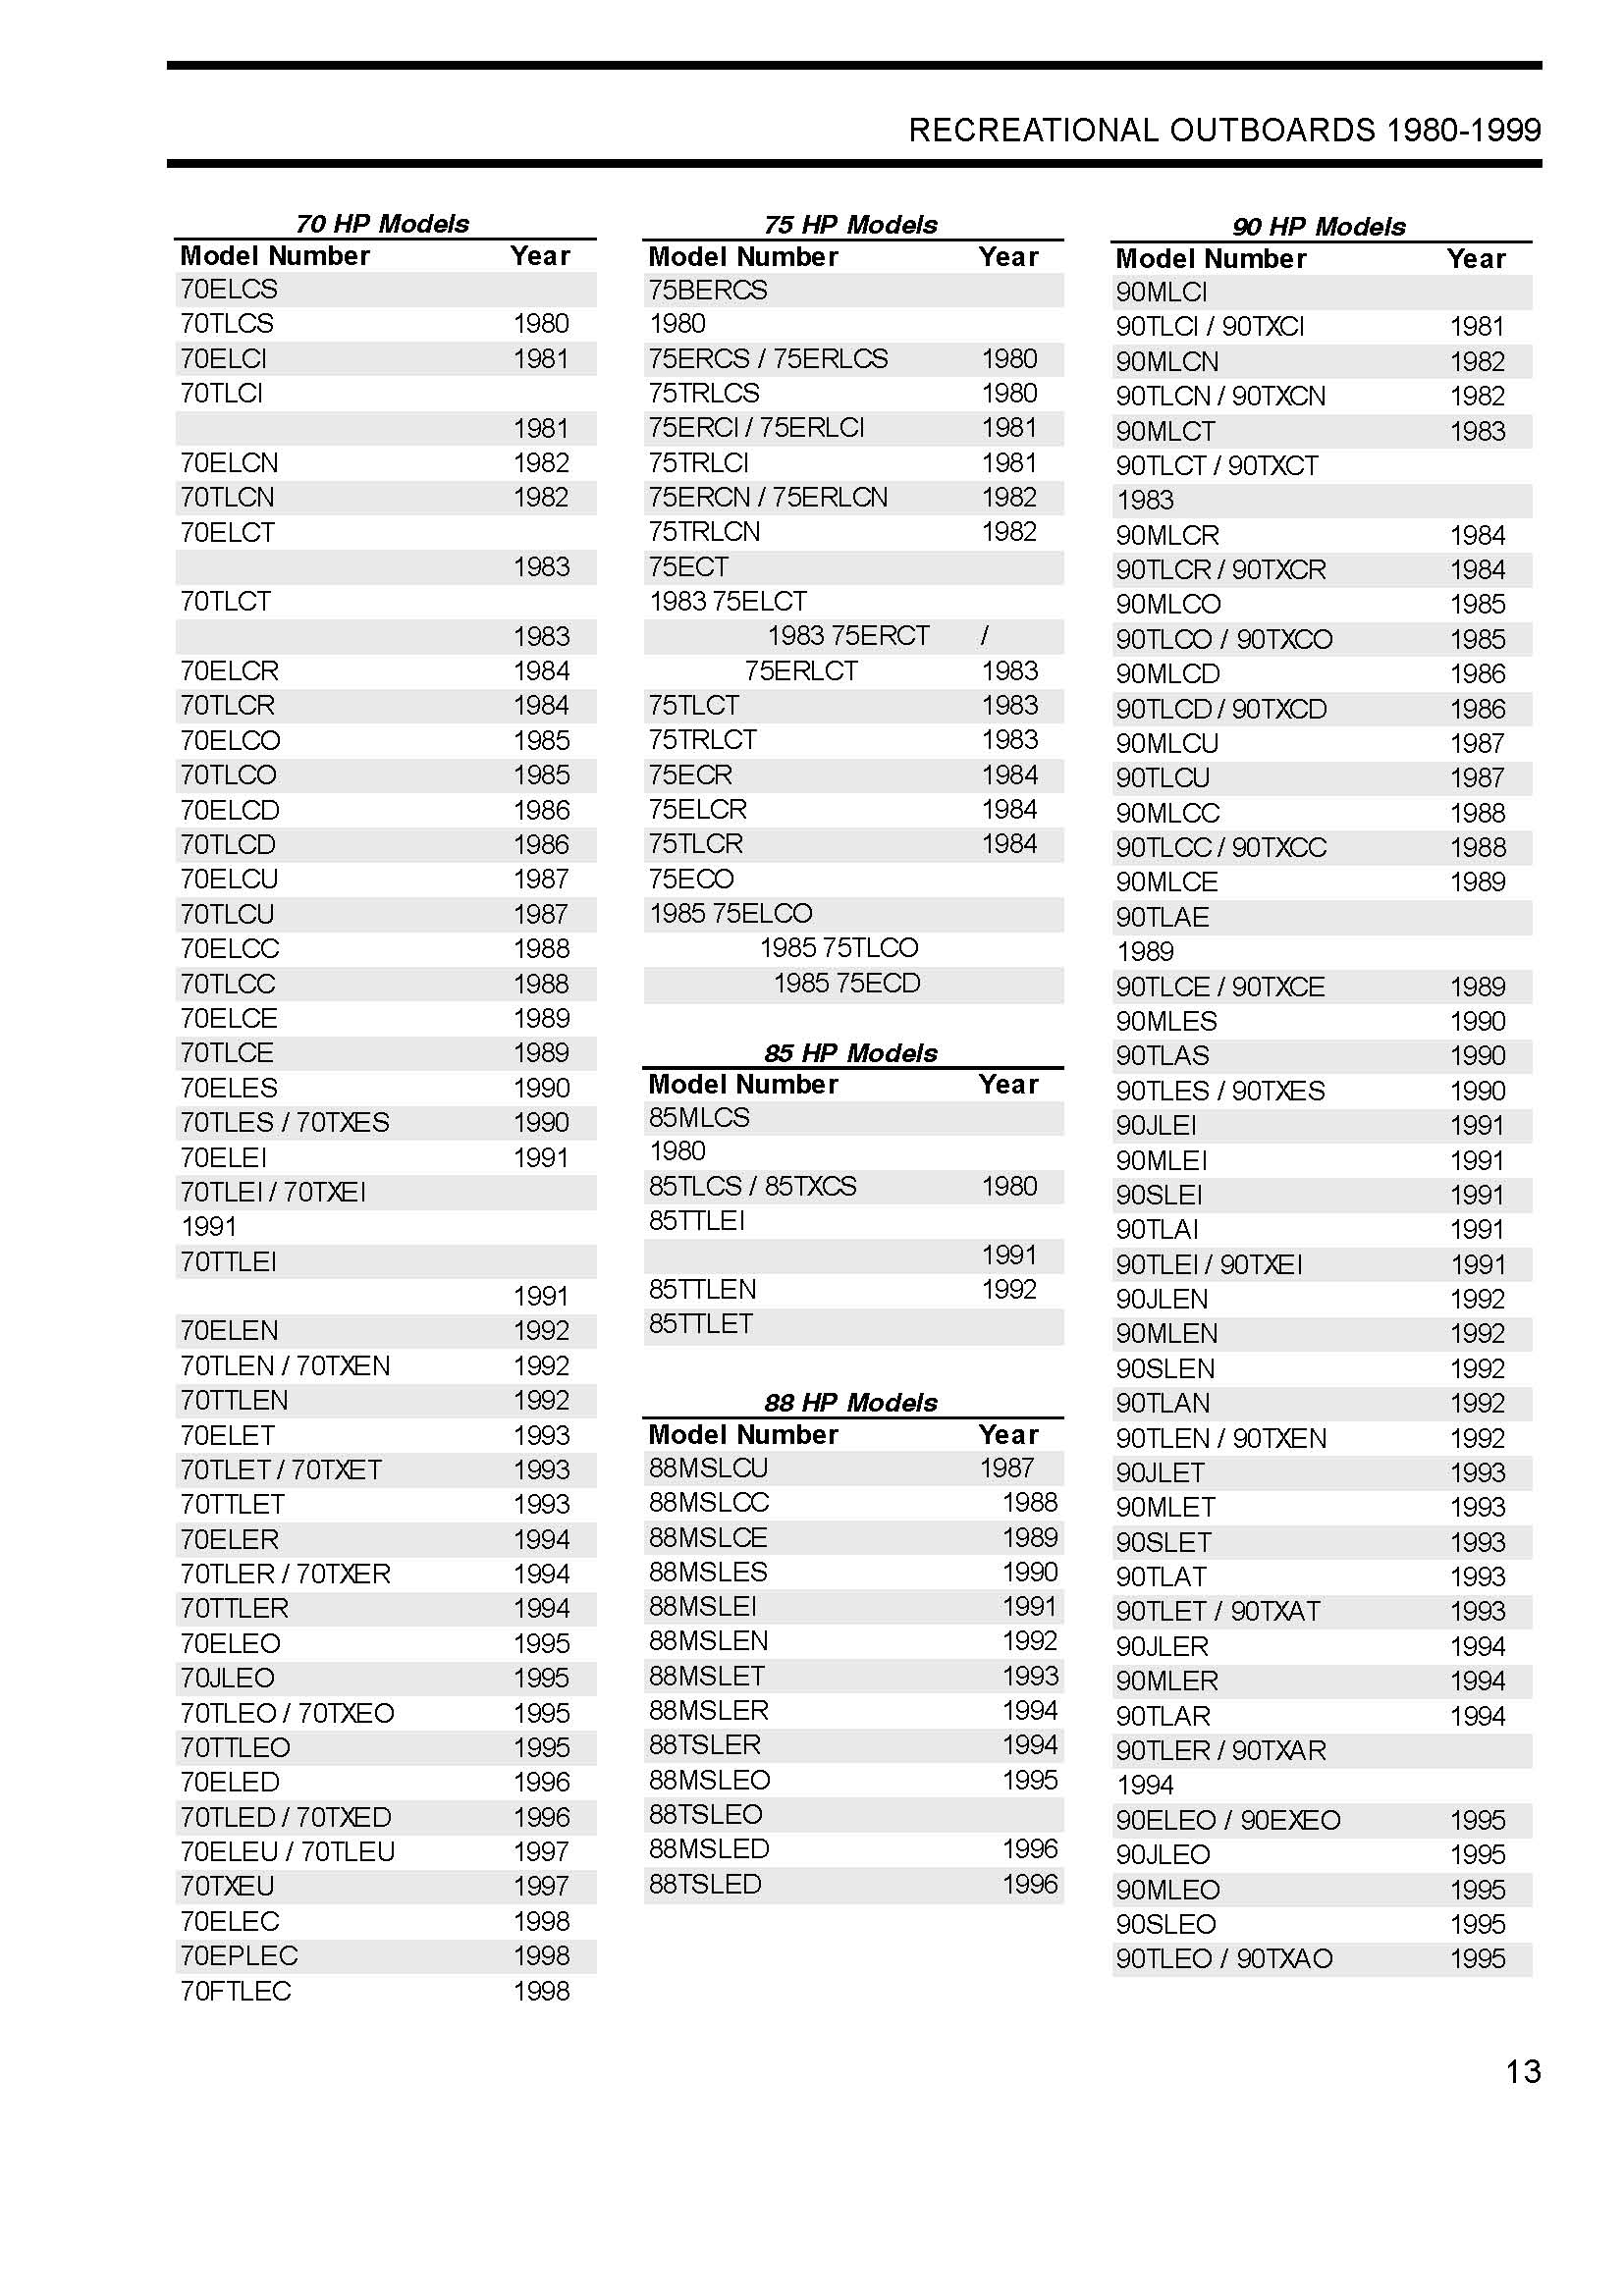 RECREATIONAL OUTBOARDS 1980-1999
70 HP Models
Model Number Year
70ELCS
70TLCS 1980
70ELCI 1981
70TLCI
1981
70ELCN 1982
70TLCN 1982
70ELCT
1983
70TLCT
1983
70ELCR 1984
70TLCR 1984
70ELCO 1985
70TLCO 1985
70ELCD 1986
70TLCD 1986
70ELCU 1987
70TLCU 1987
70ELCC 1988
70TLCC 1988
70ELCE 1989
70TLCE 1989
70ELES 1990
70TLES / 70TXES 1990
70ELEI 1991
70TLEI / 70TXEI
1991
70TTLEI
1991
70ELEN 1992
70TLEN / 70TXEN 1992
70TTLEN 1992
70ELET 1993
70TLET / 70TXET 1993
70TTLET 1993
70ELER 1994
70TLER / 70TXER 1994
70TTLER 1994
70ELEO 1995
70JLEO 1995
70TLEO / 70TXEO 1995
70TTLEO 1995
70ELED 1996
70TLED / 70TXED 1996
70ELEU / 70TLEU 1997
70TXEU 1997
70ELEC 1998
70EPLEC 1998
70FTLEC 1998
75 HP Models
Model Number Year
75BERCS
1980
75ERCS / 75ERLCS 1980
75TRLCS 1980
75ERCI / 75ERLCI 1981
75TRLCI 1981
75ERCN / 75ERLCN 1982
75TRLCN 1982
75ECT
1983 75ELCT
1983 75ERCT /
75ERLCT 1983
75TLCT 1983
75TRLCT 1983
75ECR 1984
75ELCR 1984
75TLCR 1984
75ECO
1985 75ELCO
1985 75TLCO
1985 75ECD
85 HP Models
Model Number Year
85MLCS
1980
85TLCS / 85TXCS 1980
85TTLEI
1991
85TTLEN 1992
85TTLET
88 HP Models
Model Number Year
88MSLCU 1987
88MSLCC 1988
88MSLCE 1989
88MSLES 1990
88MSLEI 1991
88MSLEN 1992
88MSLET 1993
88MSLER 1994
88TSLER 1994
88MSLEO 1995
88TSLEO
88MSLED 1996
88TSLED 1996
90 HP Models
Model Number Year
90MLCI
90TLCI / 90TXCI 1981
90MLCN 1982
90TLCN / 90TXCN 1982
90MLCT 1983
90TLCT / 90TXCT
1983
90MLCR 1984
90TLCR / 90TXCR 1984
90MLCO 1985
90TLCO / 90TXCO 1985
90MLCD 1986
90TLCD / 90TXCD 1986
90MLCU 1987
90TLCU 1987
90MLCC 1988
90TLCC / 90TXCC 1988
90MLCE 1989
90TLAE
1989
90TLCE / 90TXCE 1989
90MLES 1990
90TLAS 1990
90TLES / 90TXES 1990
90JLEI 1991
90MLEI 1991
90SLEI 1991
90TLAI 1991
90TLEI / 90TXEI 1991
90JLEN 1992
90MLEN 1992
90SLEN 1992
90TLAN 1992
90TLEN / 90TXEN 1992
90JLET 1993
90MLET 1993
90SLET 1993
90TLAT 1993
90TLET / 90TXAT 1993
90JLER 1994
90MLER 1994
90TLAR 1994
90TLER / 90TXAR
1994
90ELEO / 90EXEO 1995
90JLEO 1995
90MLEO 1995
90SLEO 1995
90TLEO / 90TXAO 1995
13